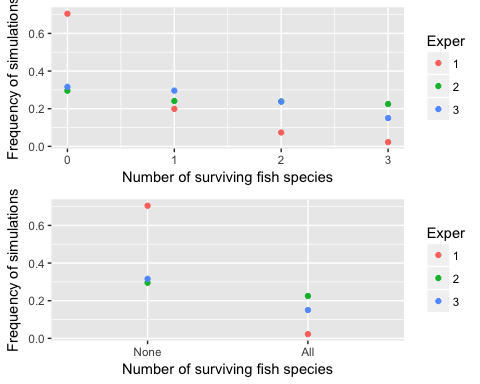 Frequency of simulations
0.6
0.4
0.2
0.0
0 1 2 3
Number of surviving fish species
Exper
1
2
3
Frequency of simulations
0.6
0.4
0.2
0.0
None All
Number of surviving fish species
Exper
1
2
3